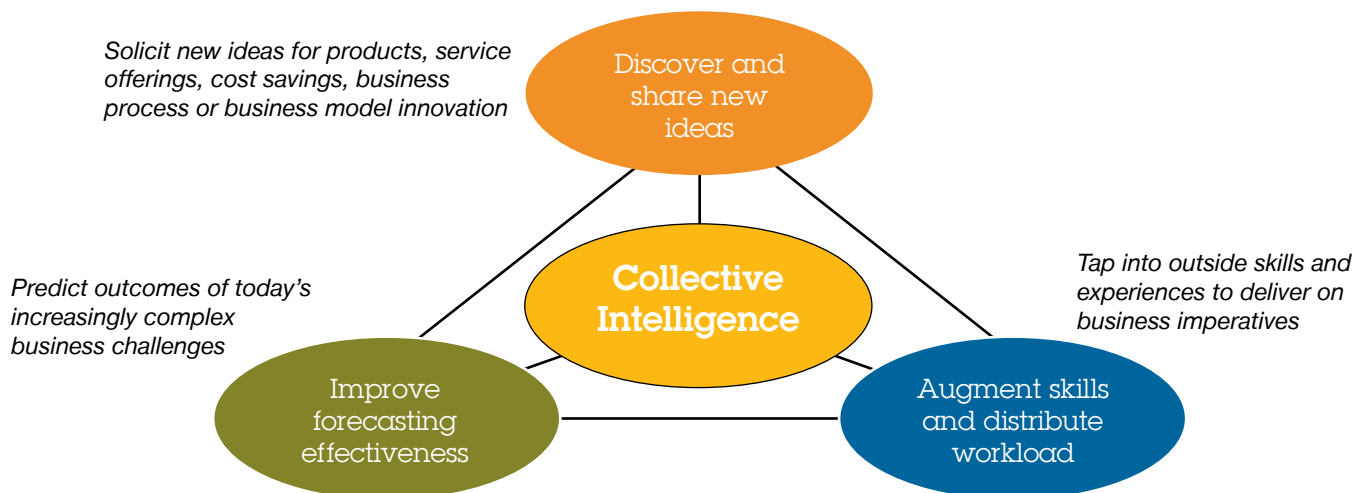 Solicit new ideas for products, service
offerings, cost savings, business
process or business model innovation
Discover and
share new
ideas
Collective
Intelligence
Predict outcomes of today’s
increasingly complex
business challenges
Tap into outside skills and
experiences to deliver on
business imperatives
Improve
forecasting
effectiveness
Augment skills
and distribute
workload